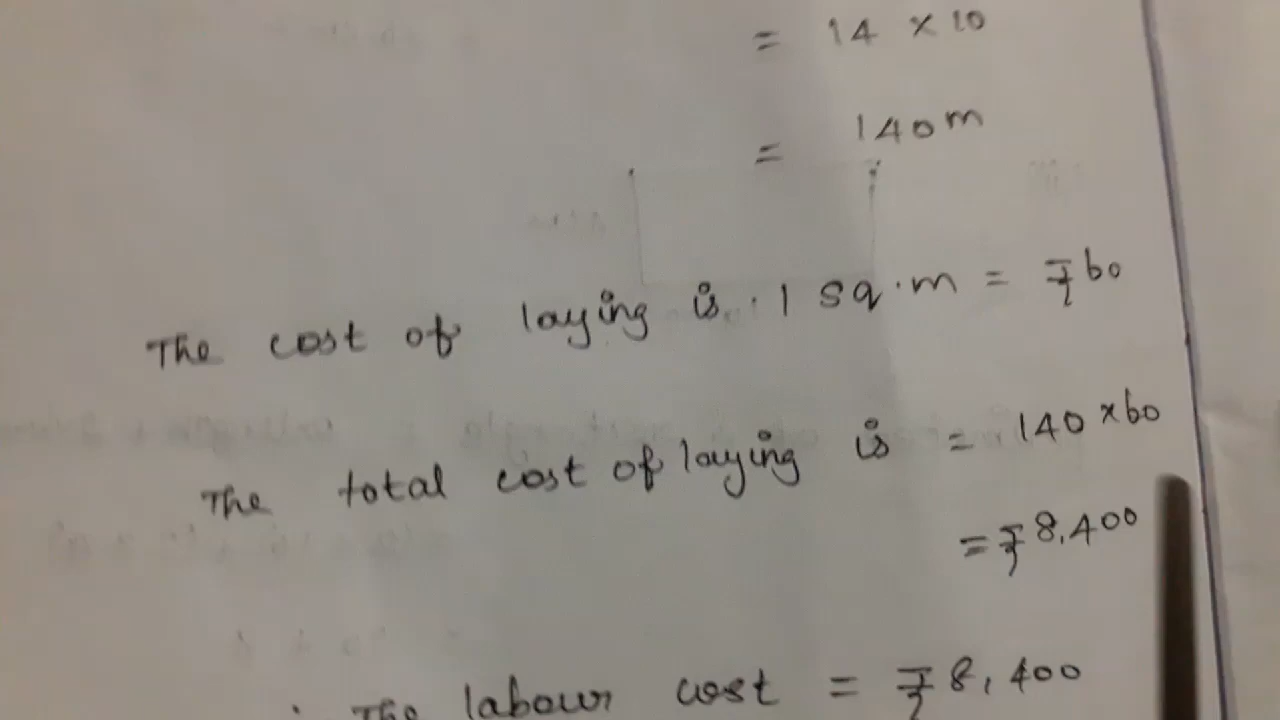 = 14 × 10
= 140m
The cost of laying is 1 sq.m = ₹60
The total cost of laying is = 140 × 60
= ₹8,400
∴ The labour cost = ₹8,400